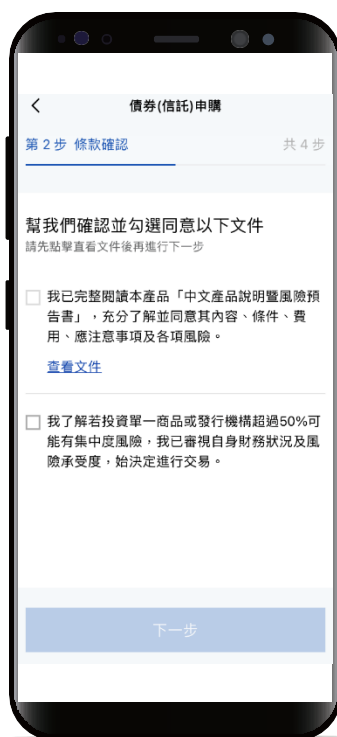 債券(信託)申購
第 2 步 條款確認
共 4 步
幫我們確認並勾選同意以下文件
請先點擊直看文件後再進行下一步
我已完整閱讀本產品「中文產品說明暨風險預
告書」，充分了解並同意其內容、條件、費
用、應注意事項及各項風險。
查看文件
我了解若投資單一商品或發行機構超過50%可
能有集中度風險，我已審視自身財務狀況及風
險承受度，始決定進行交易。
下一步